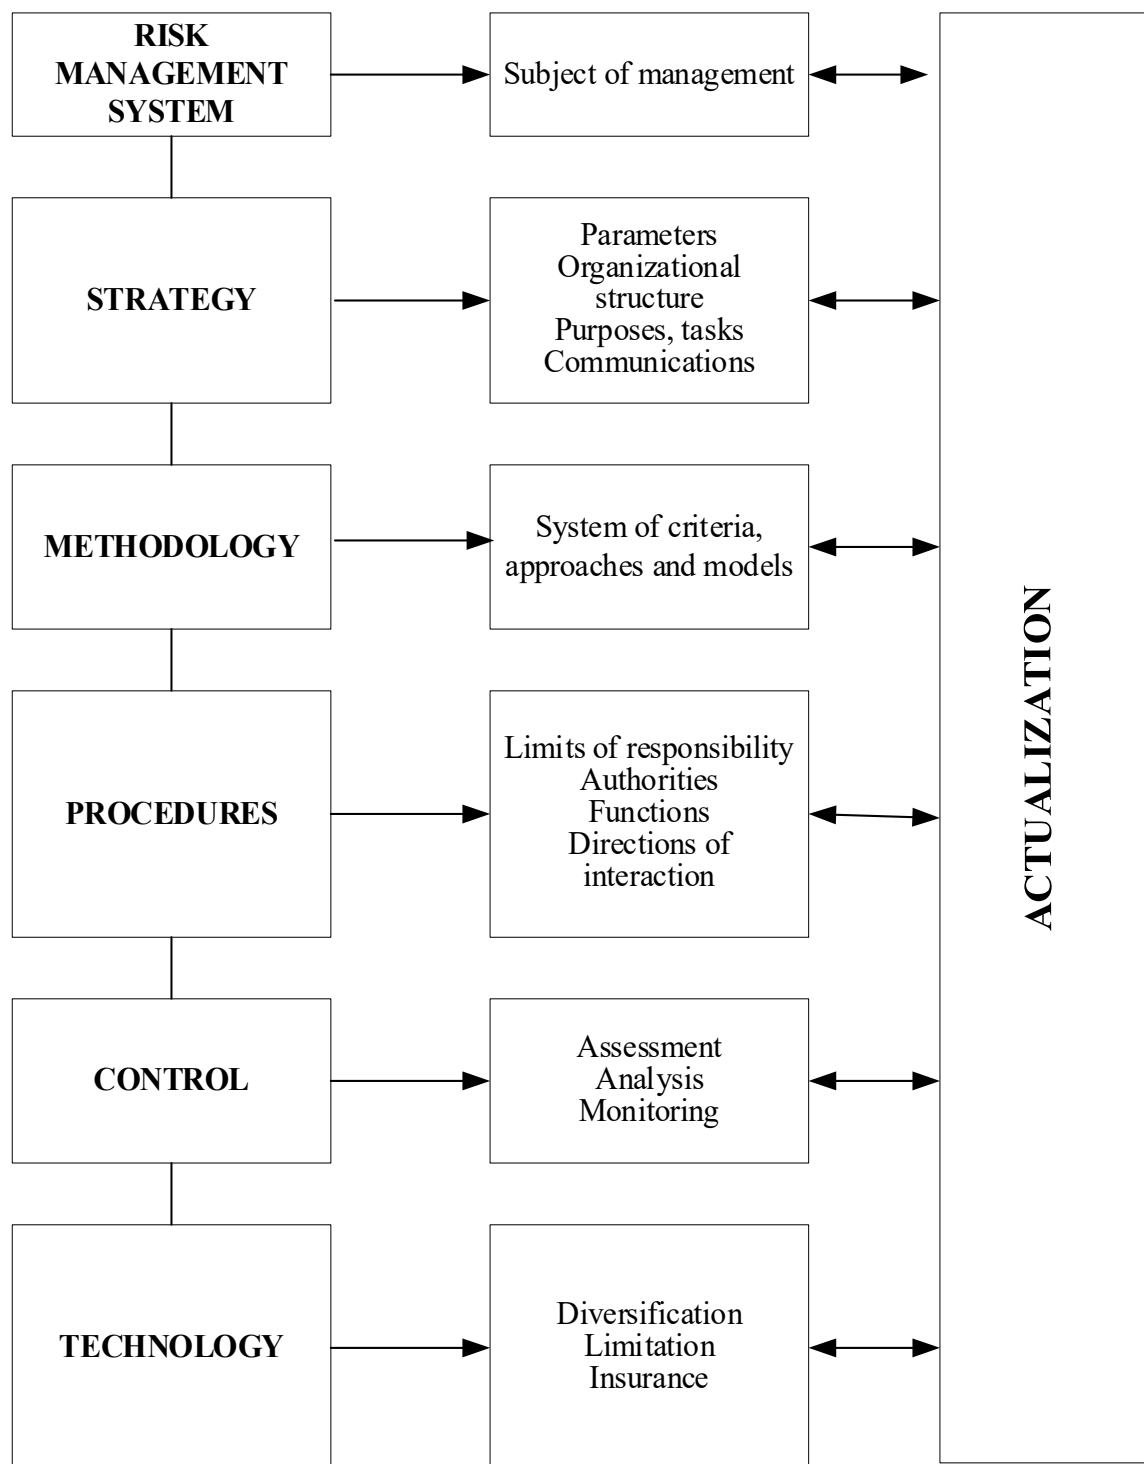 RISK
MANAGEMENT
SYSTEM
Subject of management
STRATEGY
Parameters
Organizational
structure
Purposes, tasks
Communications
METHODOLOGY
System of criteria,
approaches and models
PROCEDURES
Limits of responsibility
Authorities
Functions
Directions of
interaction
CONTROL
Assessment
Analysis
Monitoring
TECHNOLOGY
Diversification
Limitation
Insurance
ACTUALIZATION